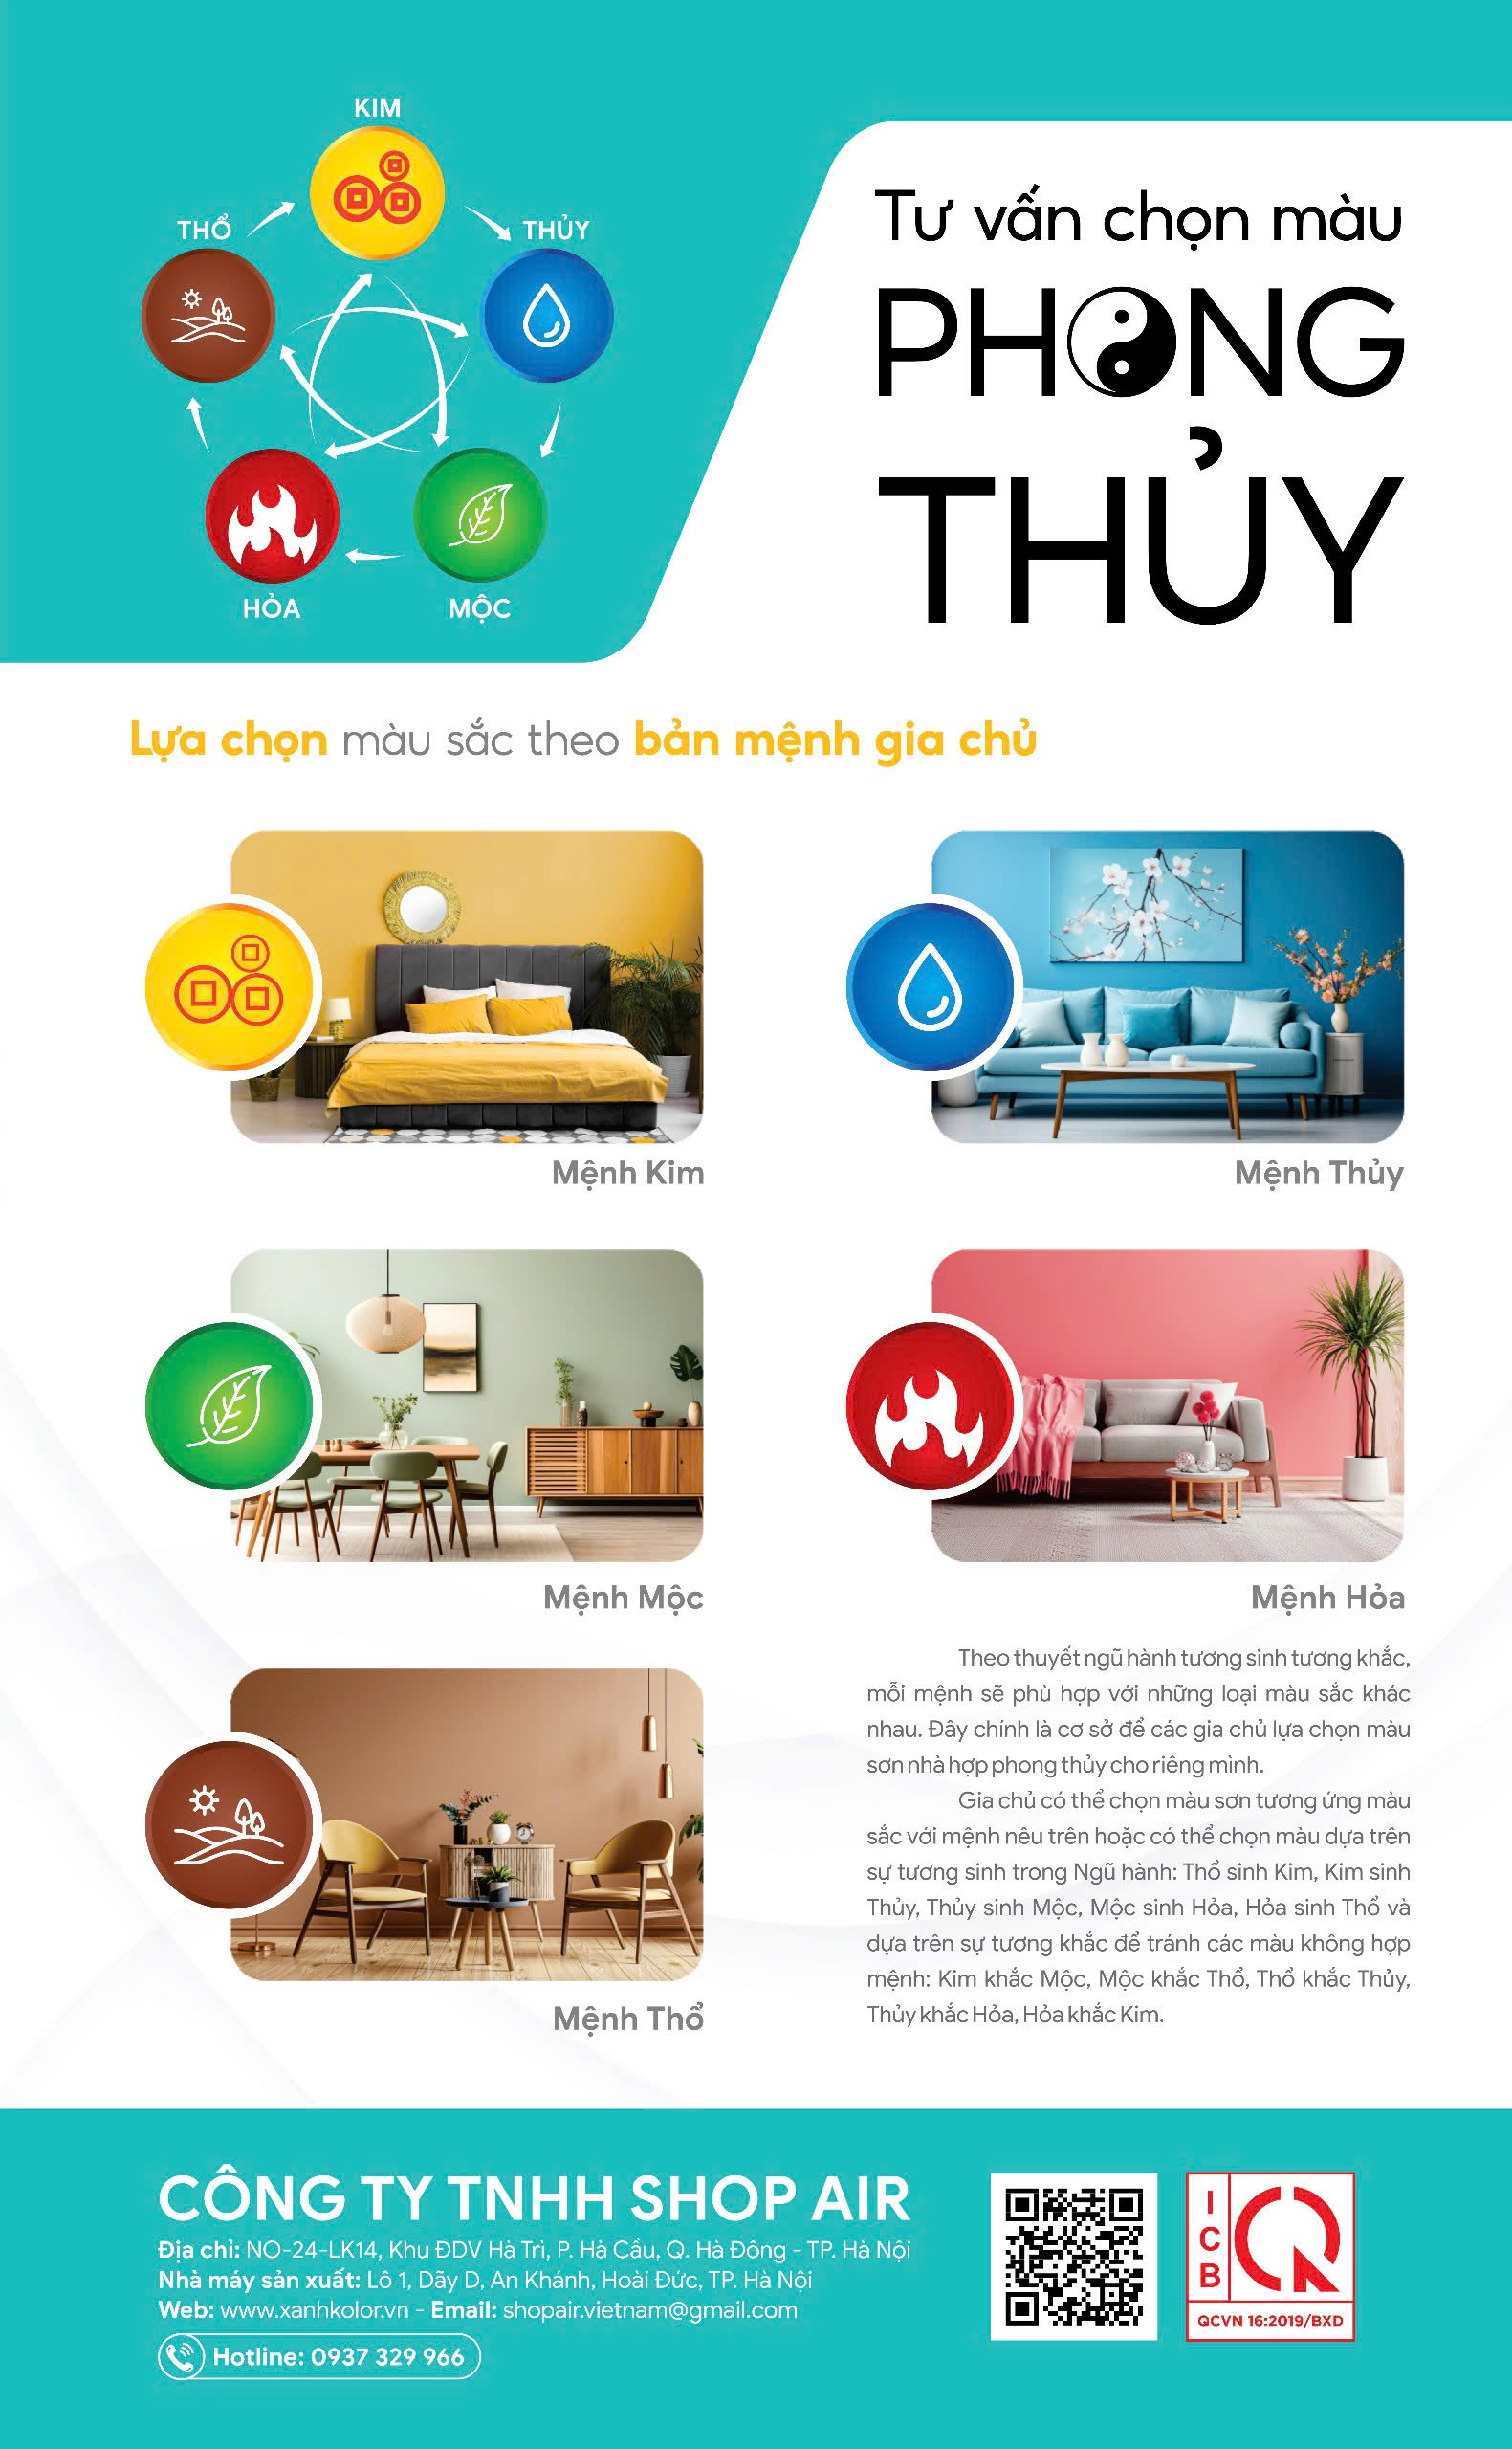 KIM
THỔ
THỦY
HỎA
MỘC
Tư vấn chọn màu
PHONG
THỦY
Lựa chọn màu sắc theo bản mệnh gia chủ
Mệnh Kim
Mệnh Thủy
Mệnh Mộc
Mệnh Hỏa
Mệnh Thổ
Theo thuyết ngũ hành tương sinh tương khắc,
mỗi mệnh sẽ phù hợp với những loại màu sắc khác
nhau. Đây chính là cơ sở để các gia chủ lựa chọn màu
sơn nhà hợp phong thủy cho riêng mình.
Gia chủ có thể chọn màu sơn tương ứng màu
sắc với mệnh nêu trên hoặc có thể chọn màu dựa trên
sự tương sinh trong Ngũ hành: Thổ sinh Kim, Kim sinh
Thủy, Thủy sinh Mộc, Mộc sinh Hỏa, Hỏa sinh Thổ và
dựa trên sự tương khắc để tránh các màu không hợp
mệnh: Kim khắc Mộc, Mộc khắc Thổ, Thổ khắc Thủy,
Thủy khắc Hỏa, Hỏa khắc Kim.
CÔNG TY TNHH SHOP AIR
Địa chỉ: NO-24-LK14, Khu ĐDV Hà Trì, P. Hà Cầu, Q. Hà Đông - TP. Hà Nội
Nhà máy sản xuất: Lô 1, Dãy D, An Khánh, Hoài Đức, TP. Hà Nội
Web: www.xanhkolor.vn - Email: shopair.vietnam@gmail.com
Hotline: 0937 329 966
ICB
QCVN 16:2019/BXD